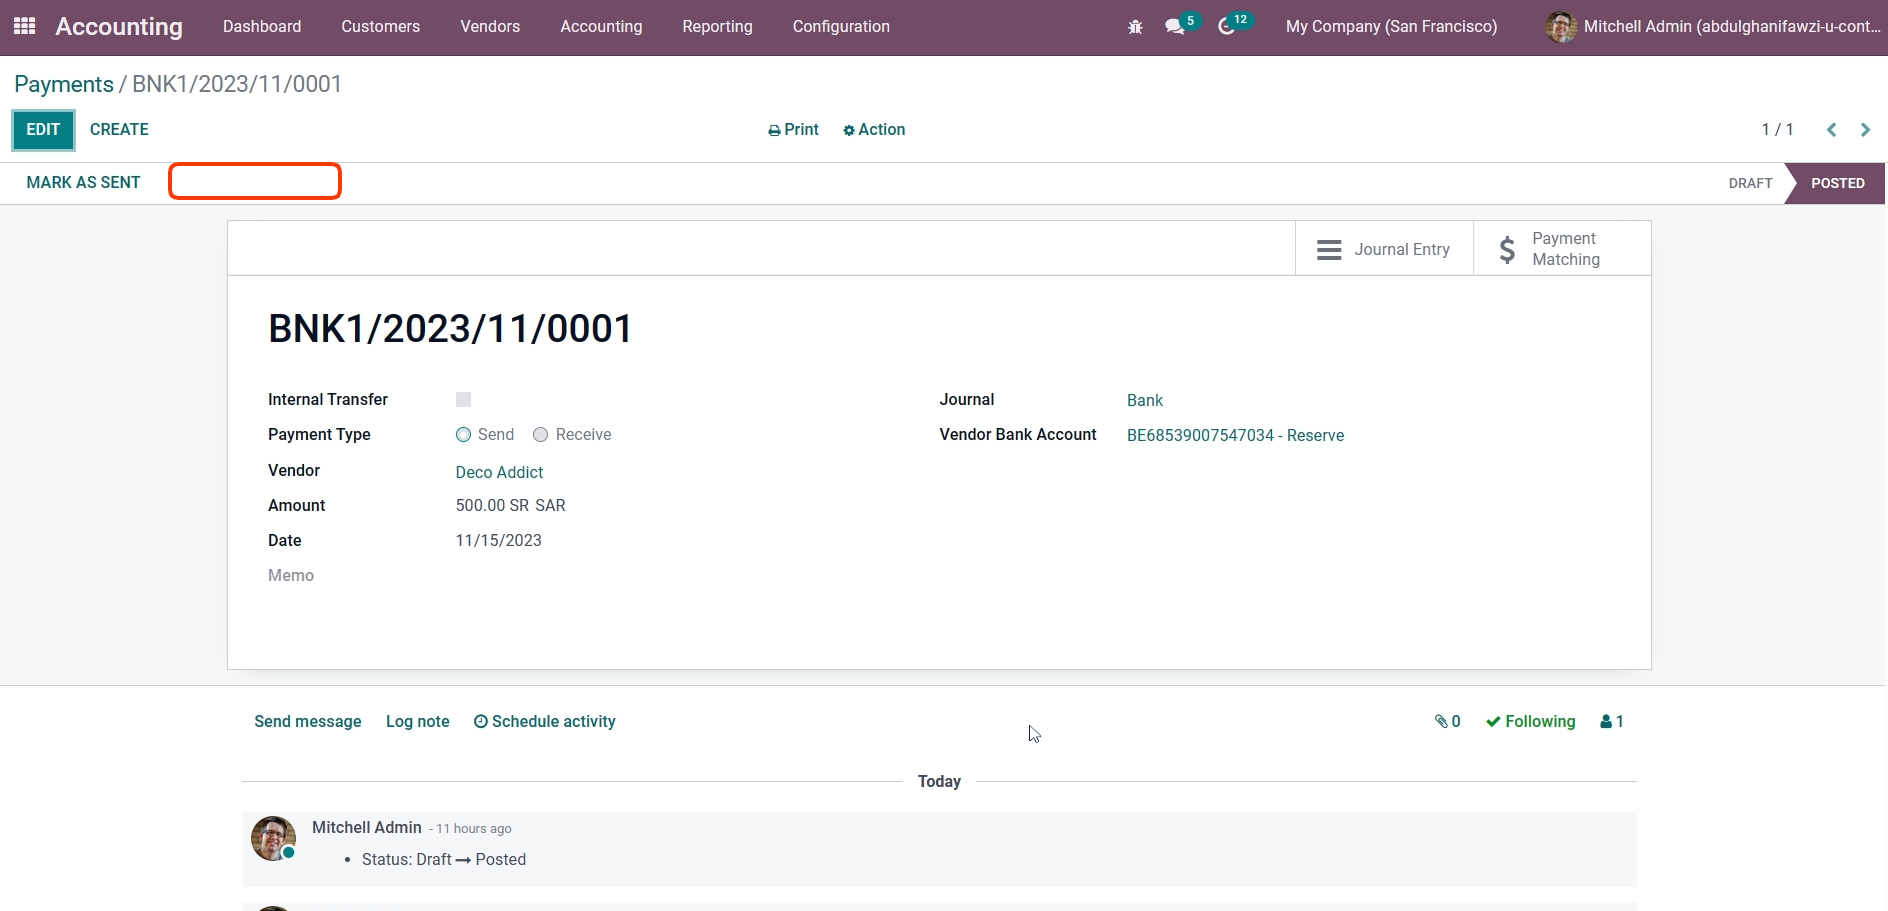 Accounting Dashboard Customers Vendors Accounting Reporting Configuration 5 12 My Company (San Francisco) Mitchell Admin (abdulghanifawzi-u-cont...
Payments / BNK1/2023/11/0001
EDIT CREATE Print Action 1 / 1
MARK AS SENT DRAFT POSTED
Journal Entry Payment Matching
BNK1/2023/11/0001
Internal Transfer Journal Bank
Payment Type Send Receive Vendor Bank Account BE68539007547034 - Reserve
Vendor Deco Addict
Amount 500.00 SR SAR
Date 11/15/2023
Memo
Send message Log note Schedule activity 0 Following 1
Today
Mitchell Admin - 11 hours ago
• Status: Draft → Posted